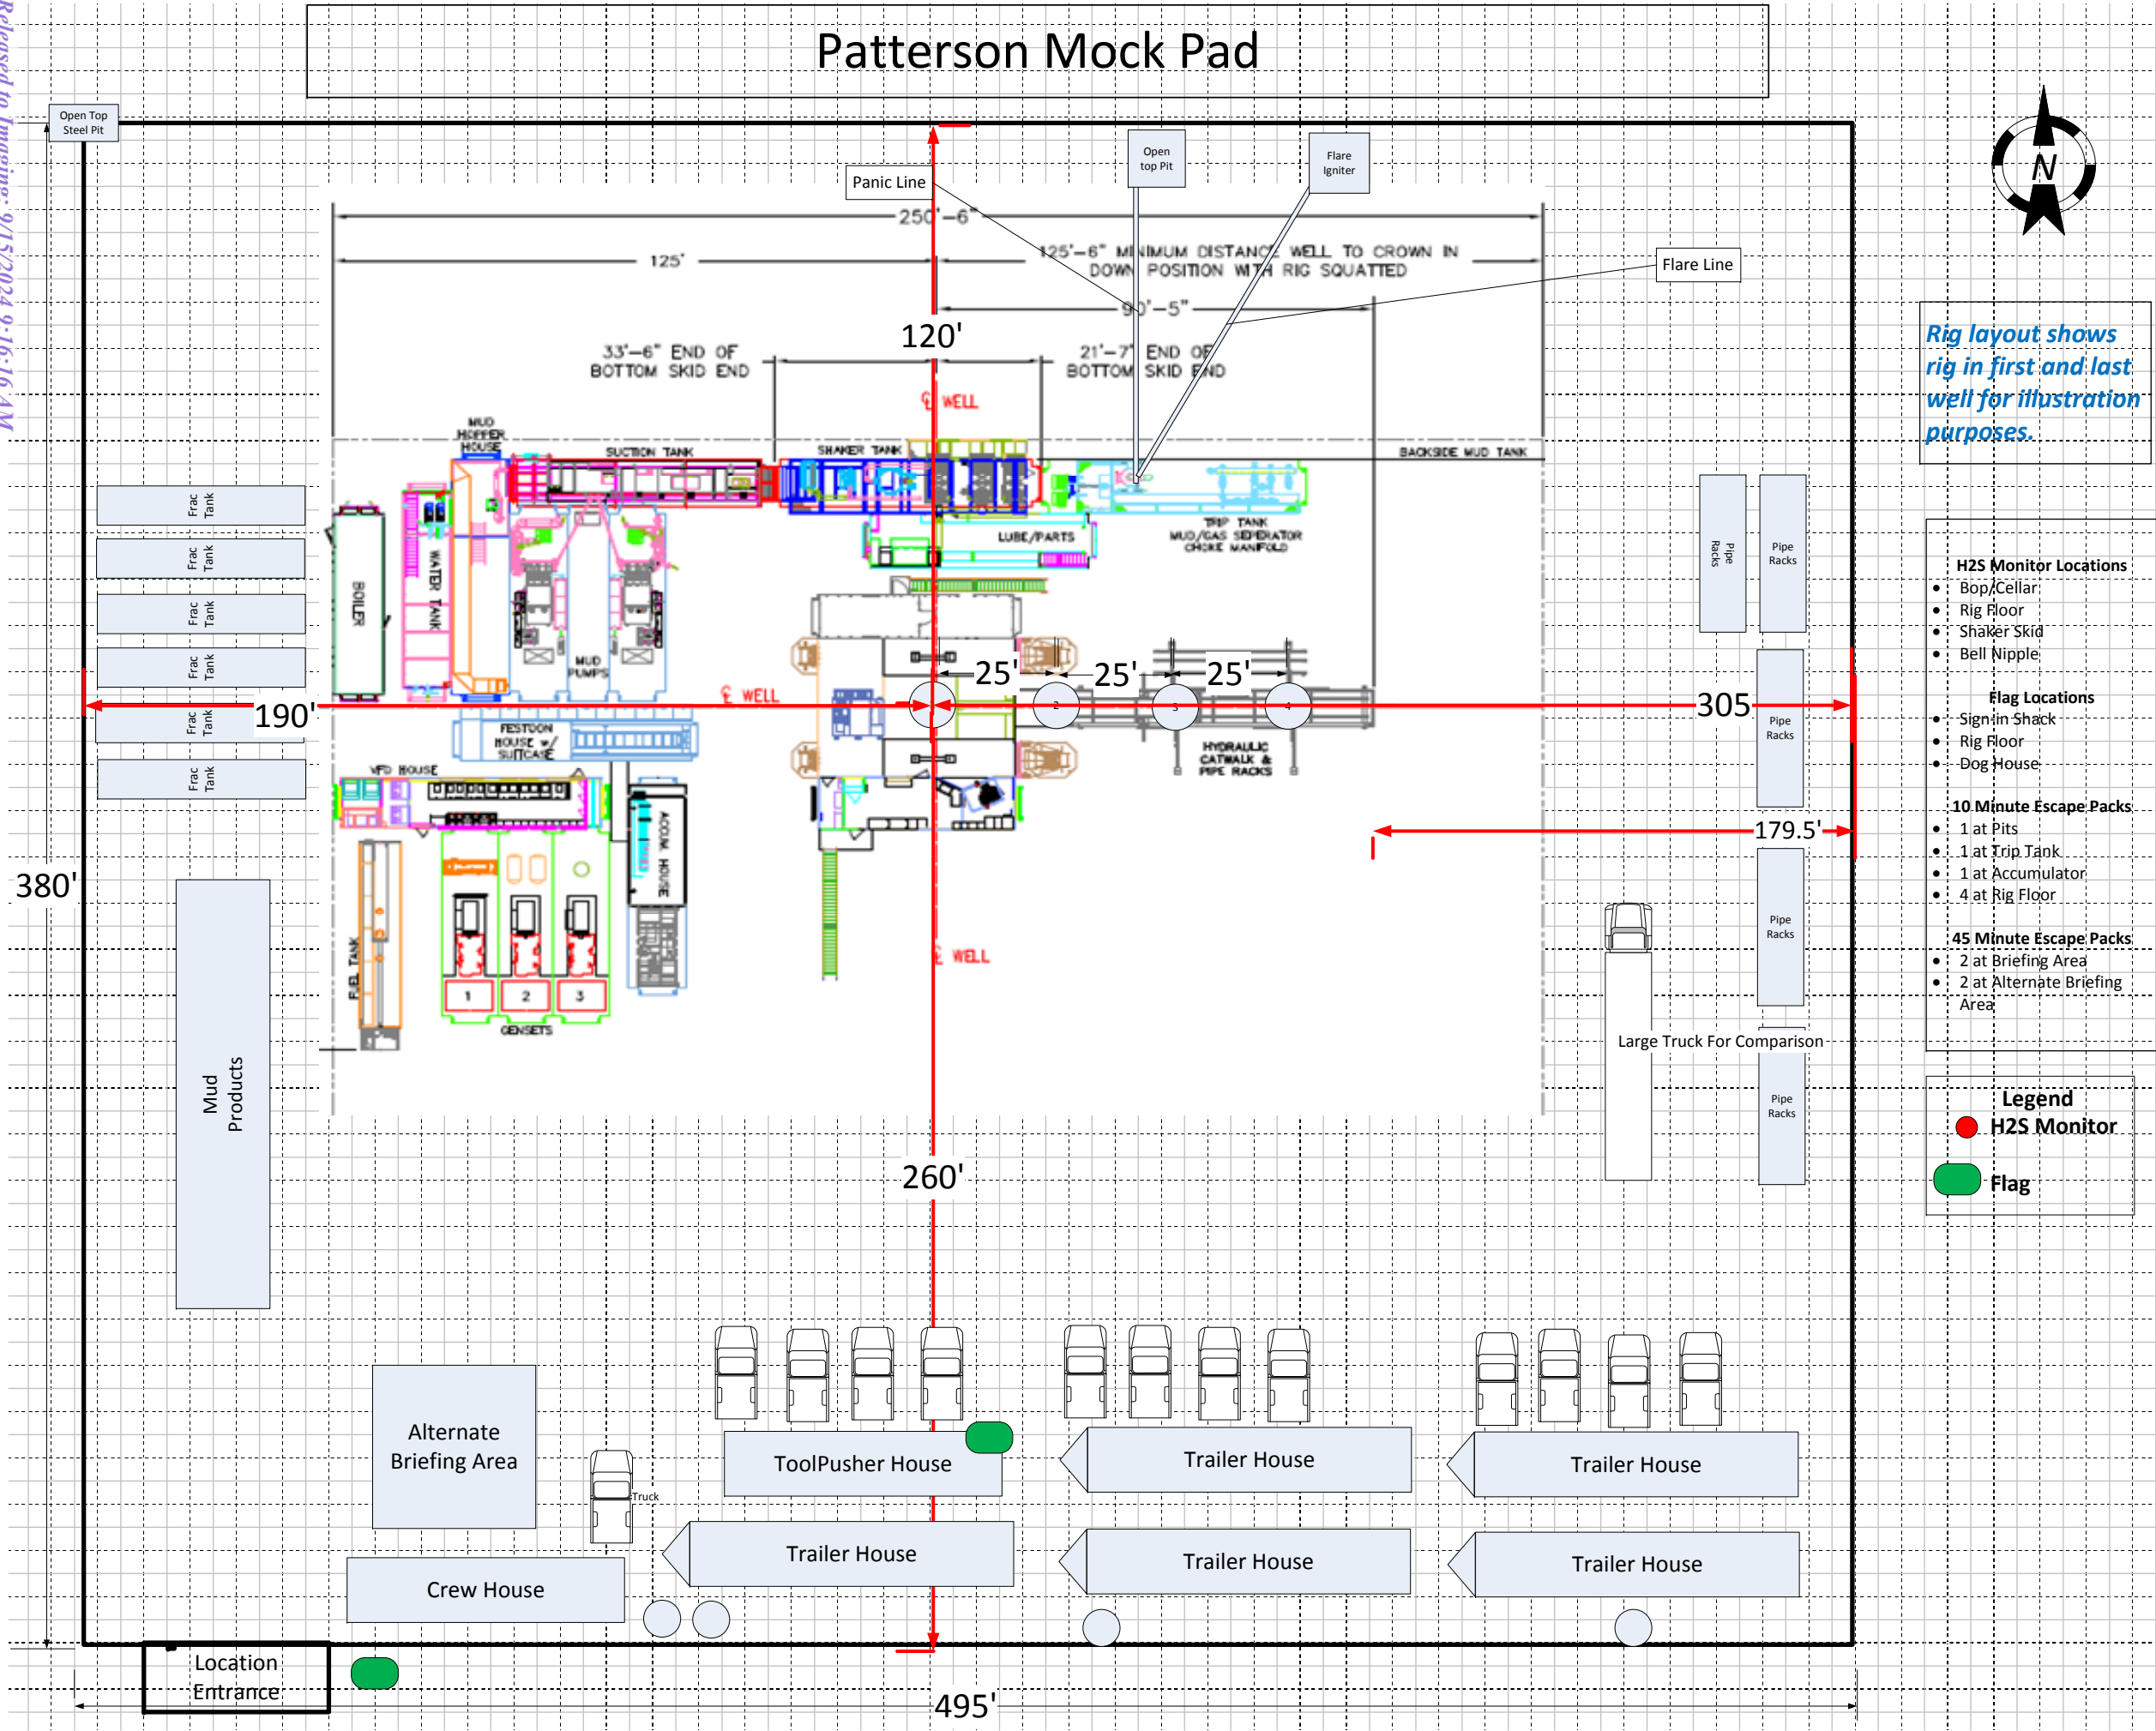 Released to Imaging: 9/15/2024 9:16:16 AM
Patterson Mock Pad
Open Top
Steel Pit
Open
top Pit
Flare
Igniter
Panic Line
N
250'-6"
125'
125'-6" MINIMUM DISTANCE WELL TO CROWN IN
DOWN POSITION WITH RIG SQUATTED
Flare Line
90'-5"
120'
33'-6" END OF
BOTTOM SKID END
21'-7" END OF
BOTTOM SKID END
Rig layout shows
rig in first and last
well for illustration
purposes.
℄ WELL
MUD
HOPPER
HOUSE
SUCTION TANK
SHAKER TANK
BACKSIDE MUD TANK
Frac
Tank
Frac
Tank
Frac
Tank
Frac
Tank
Frac
Tank
Frac
Tank
BOILER
WATER TANK
MUD
PUMPS
LUBE/PARTS
TRIP TANK
MUD/GAS SEPERATOR
CHOKE MANIFOLD
Pipe
Racks
Pipe
Racks
Pipe
Racks
Pipe
Racks
Pipe
Racks
H2S Monitor Locations
• Bop/Cellar
• Rig Floor
• Shaker Skid
• Bell Nipple
Flag Locations
• Sign in Shack
• Rig Floor
• Dog House
10 Minute Escape Packs
• 1 at Pits
• 1 at Trip Tank
• 1 at Accumulator
• 4 at Rig Floor
45 Minute Escape Packs
• 2 at Briefing Area
• 2 at Alternate Briefing
Area
25'
25'
25'
℄ WELL
190'
2
3
4
305
FESTOON
HOUSE w/
SUITCASE
HYDRAULIC
CATWALK &
PIPE RACKS
VFD HOUSE
179.5'
ACCUM. HOUSE
380'
FUEL TANK
℄ WELL
1
2
3
GENSETS
Large Truck For Comparison
Mud
Products
Legend
H2S Monitor
Flag
260'
Alternate
Briefing Area
Truck
ToolPusher House
Trailer House
Trailer House
Trailer House
Trailer House
Trailer House
Crew House
Location
Entrance
495'